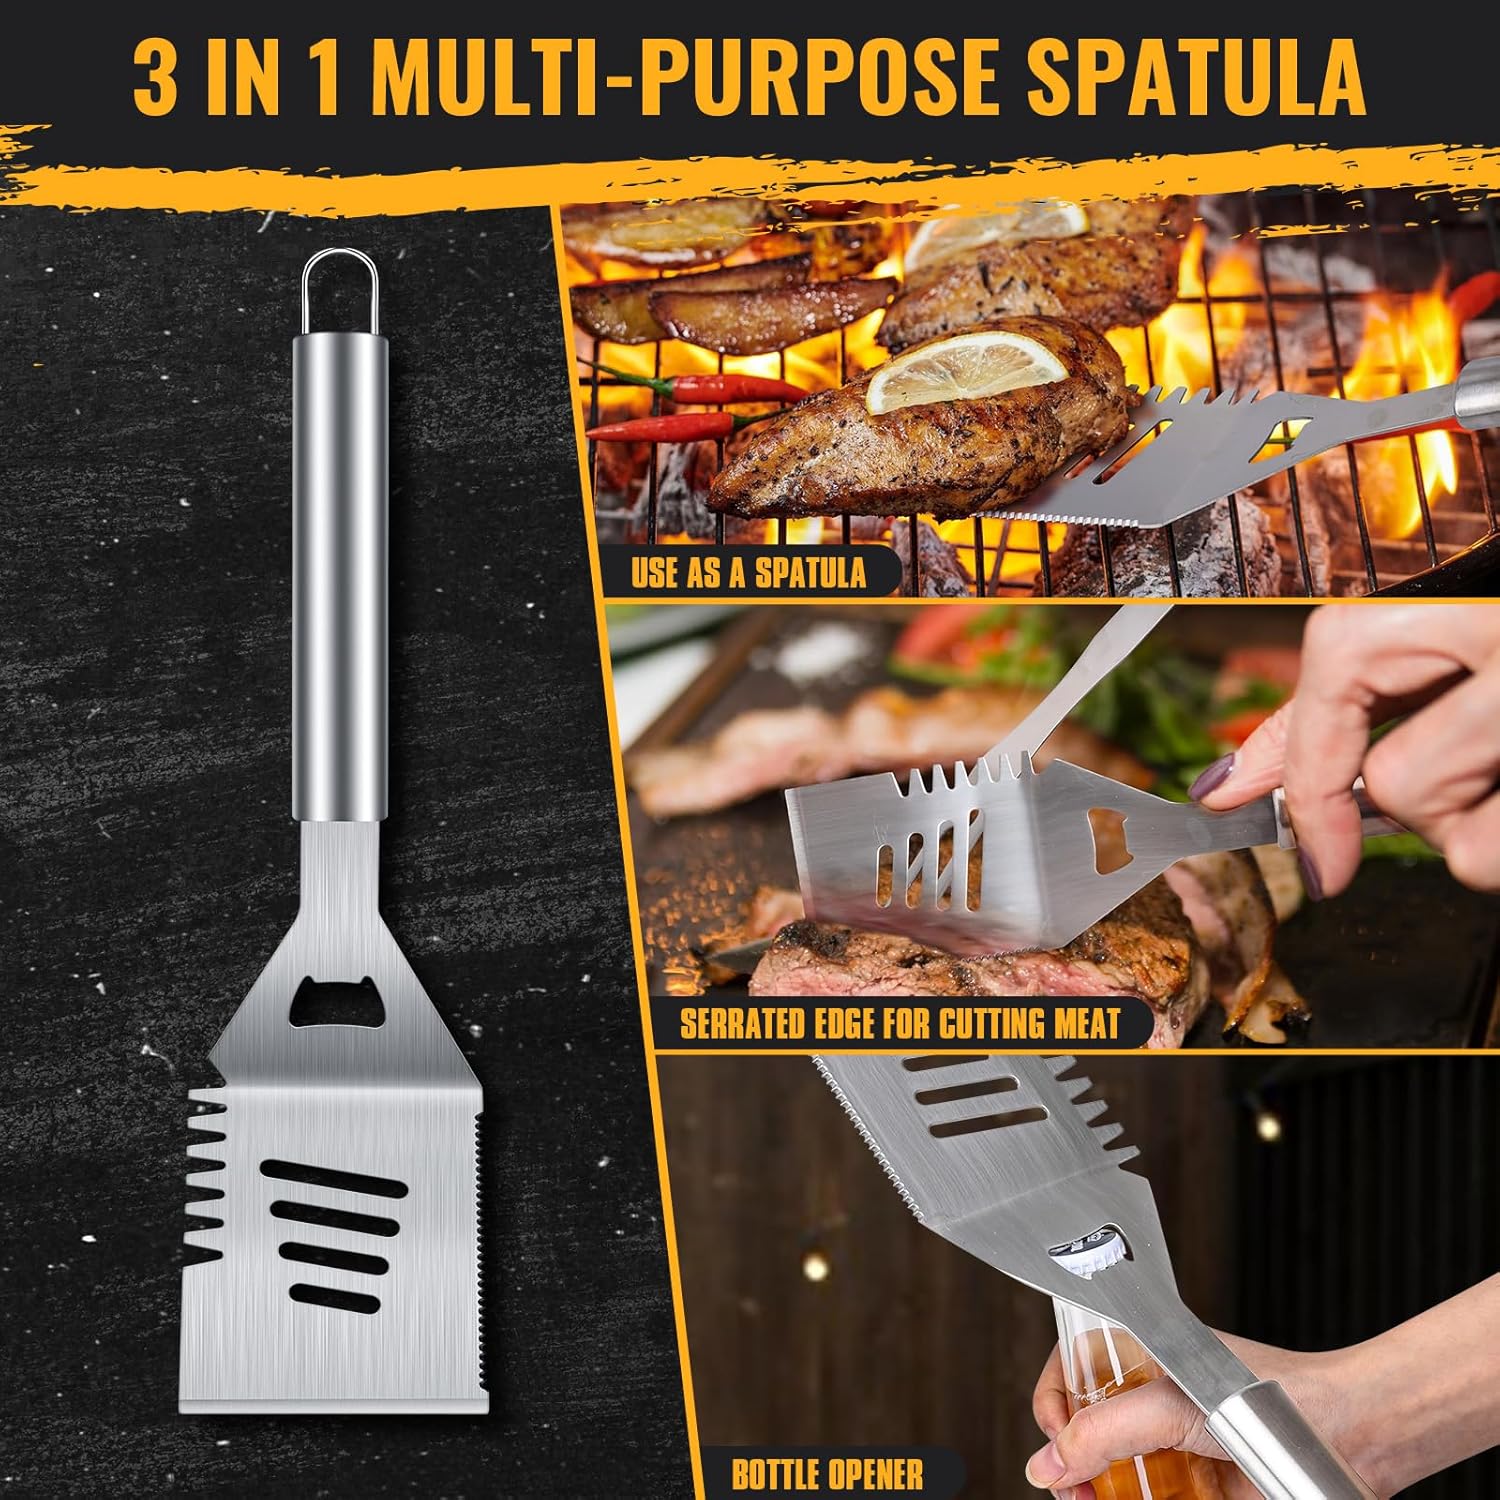 3 IN 1 MULTI-PURPOSE SPATULA
USE AS A SPATULA
SERRATED EDGE FOR CUTTING MEAT
BOTTLE OPENER